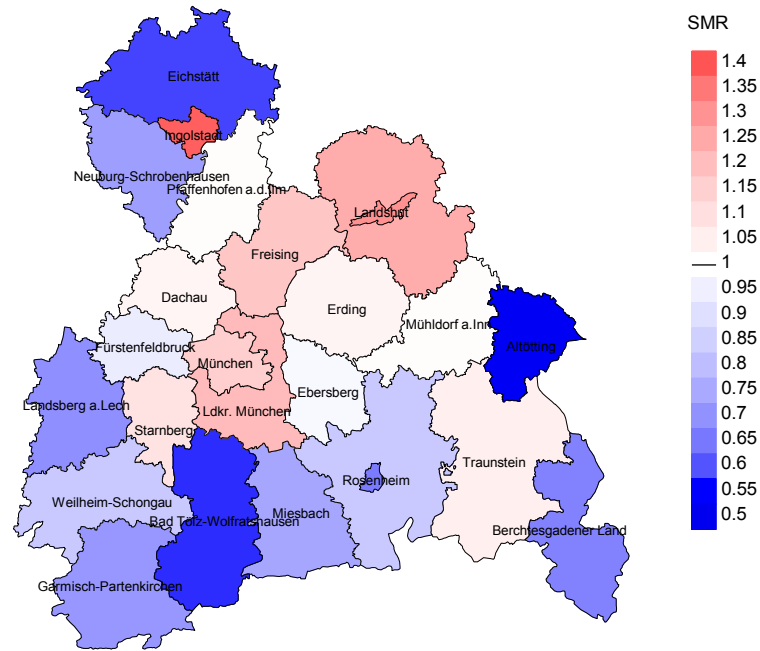 SMR
Eichstätt
Ingolstadt
Neuburg-Schrobenhausen
Pfaffenhofen a.d.Ilm
Landshut
Freising
Dachau
Erding
Mühldorf a.Inn
Altötting
Fürstenfeldbruck
München
Ebersberg
Landsberg a.Lech
Ldkr. München
Starnberg
Traunstein
Rosenheim
Weilheim-Schongau
Miesbach
Bad Tölz-Wolfratshausen
Berchtesgadener Land
Garmisch-Partenkirchen
1.4
1.35
1.3
1.25
1.2
1.15
1.1
1.05
1
0.95
0.9
0.85
0.8
0.75
0.7
0.65
0.6
0.55
0.5